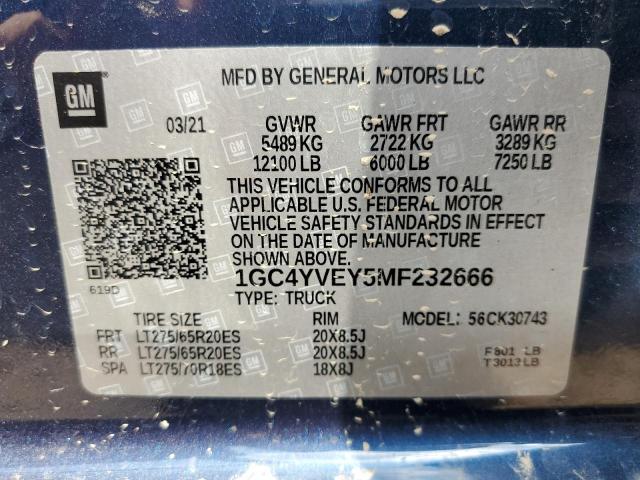 GM
MFD BY GENERAL MOTORS LLC
03/21 GVWR GAWR FRT GAWR RR
5489 KG 2722 KG 3289 KG
12100 LB 6000 LB 7250 LB
THIS VEHICLE CONFORMS TO ALL
APPLICABLE U.S. FEDERAL MOTOR
VEHICLE SAFETY STANDARDS IN EFFECT
ON THE DATE OF MANUFACTURE
SHOWN ABOVE.
619D
1GC4YVEY5MF232666
TYPE: TRUCK
TIRE SIZE RIM MODEL: 56CK30743
FRT LT275/65R20ES 20X8.5J
RR LT275/65R20ES 20X8.5J F801 LB
SPA LT275/70R18ES 18X8J T3013LB